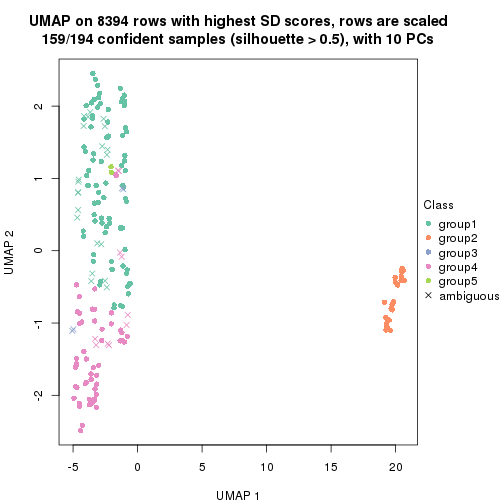 UMAP on 8394 rows with highest SD scores, rows are scaled
159/194 confident samples (silhouette > 0.5), with 10 PCs
2
1
0
-1
-2
UMAP 2
-5
0
5
10
15
20
UMAP 1
Class
group1
group2
group3
group4
group5
ambiguous